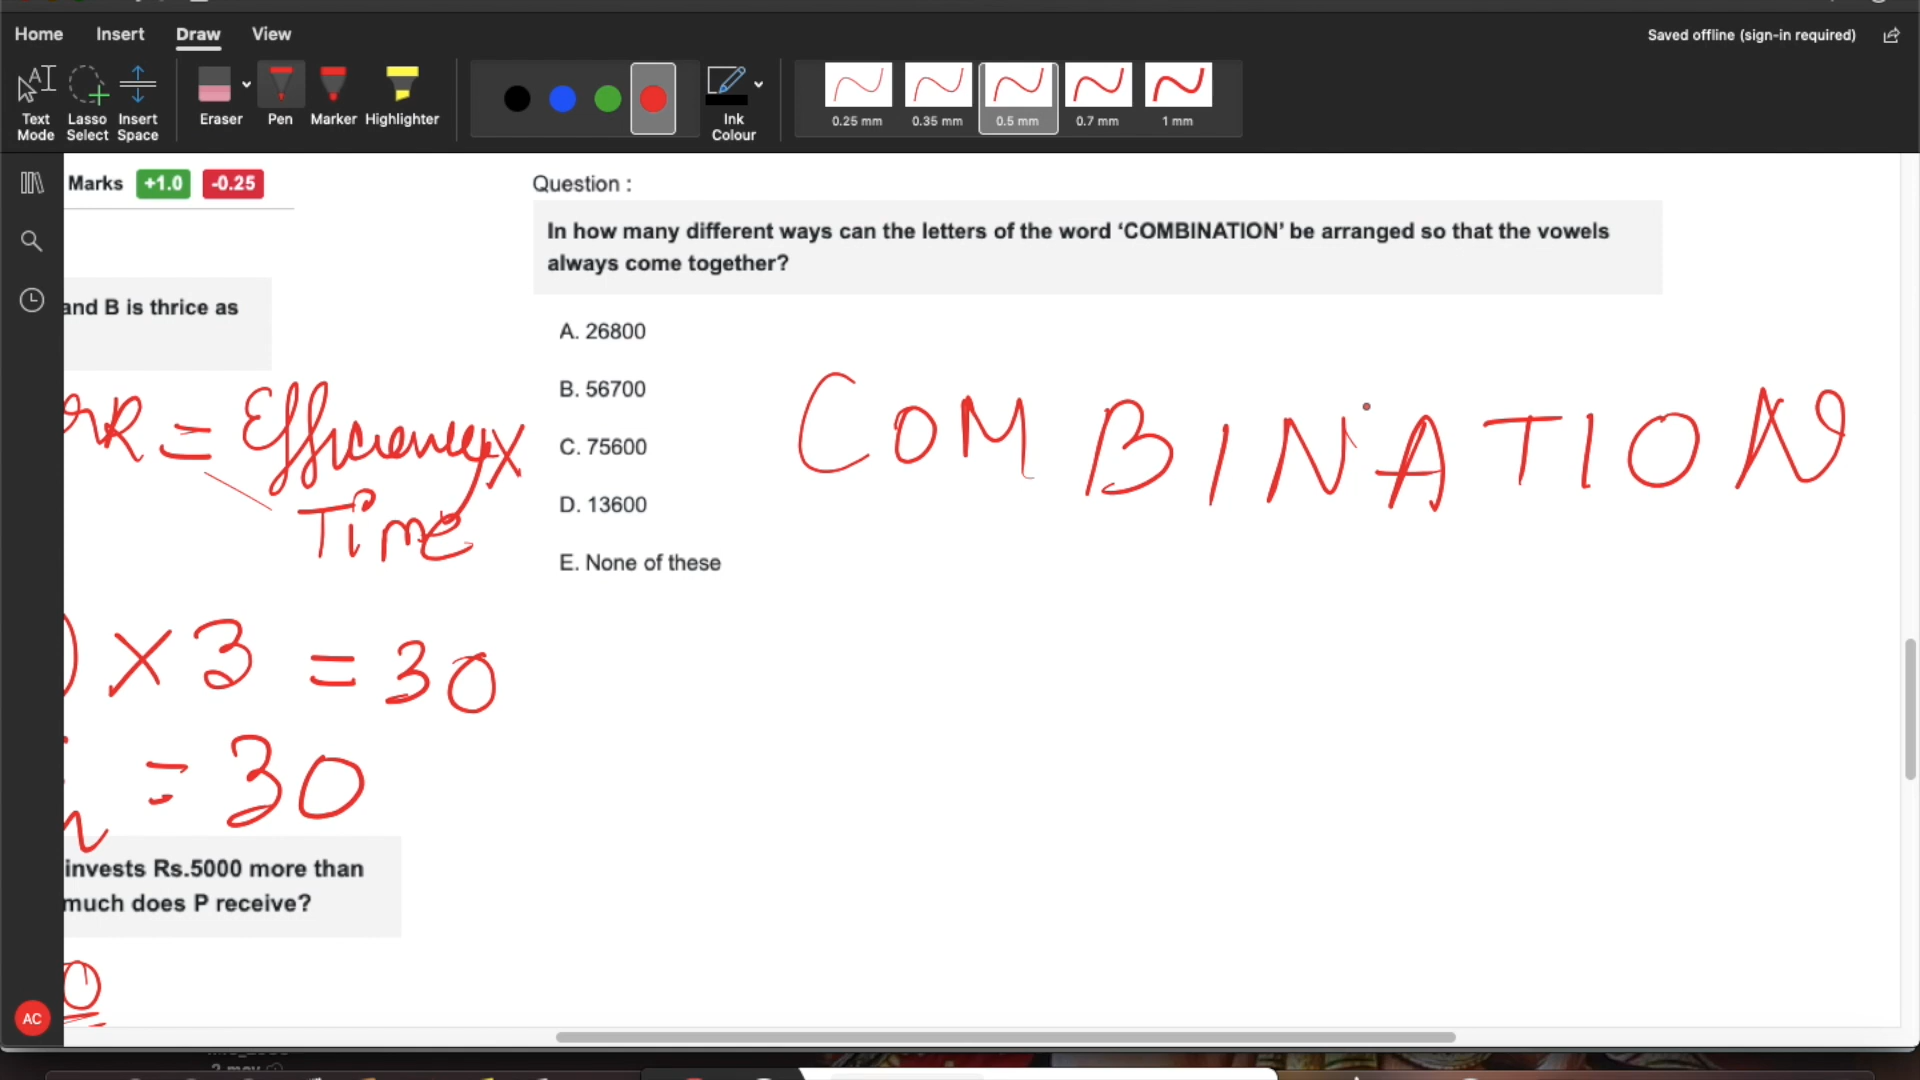 Home Insert Draw View
Saved offline (sign-in required)
Text Mode
Lasso Select
Insert Space
Eraser
Pen
Marker
Highlighter
Ink Colour
0.25 mm
0.35 mm
0.5 mm
0.7 mm
1 mm
Marks +1.0 -0.25
Question :
In how many different ways can the letters of the word ‘COMBINATION’ be arranged so that the vowels
always come together?
A. 26800
B. 56700
C. 75600
D. 13600
E. None of these
COMBINATION
and B is thrice as
= Efficiency X
Time
X 3 = 30
= 30
invests Rs.5000 more than
much does P receive?
AC